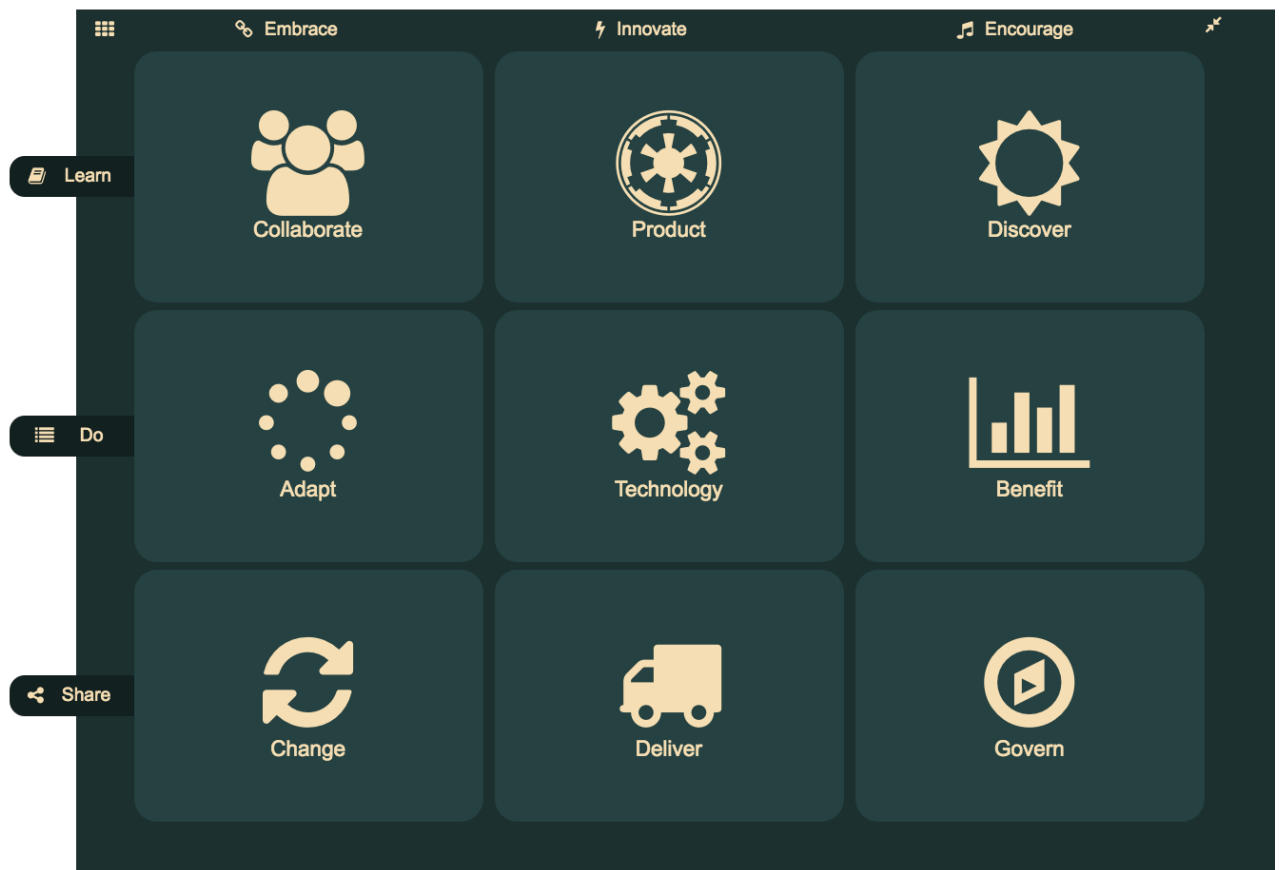 Embrace
Innovate
Encourage
Learn
Collaborate
Product
Discover
Do
Adapt
Technology
Benefit
Share
Change
Deliver
Govern